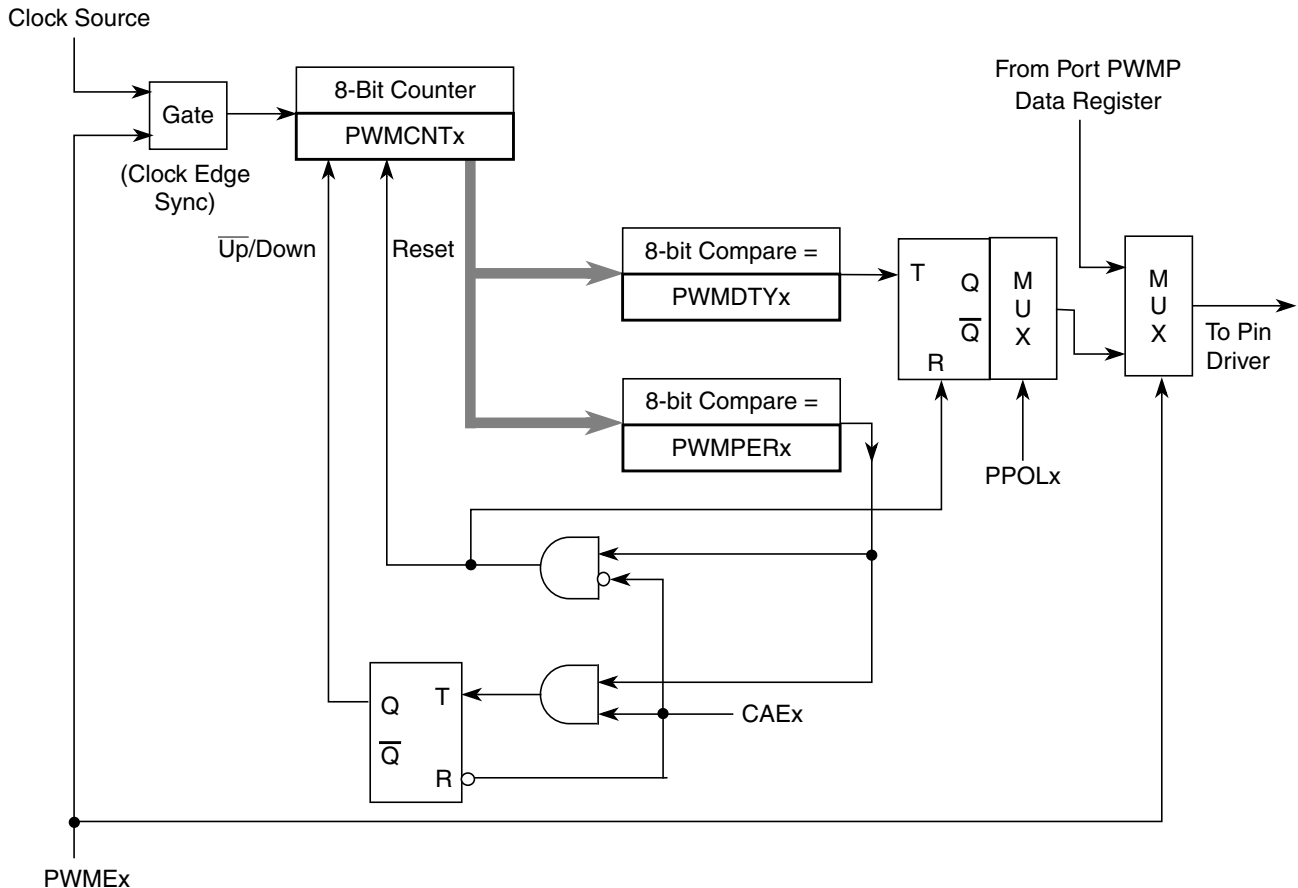 Clock Source
Gate
(Clock Edge
Sync)
8-Bit Counter
PWMCNTx
U̅p̅/Down
Reset
8-bit Compare =
PWMDTYx
8-bit Compare =
PWMPERx
From Port PWMP
Data Register
T
Q
Q̅
R
M
U
X
PPOLx
M
U
X
To Pin
Driver
Q
T
Q̅
R
CAEx
PWMEx